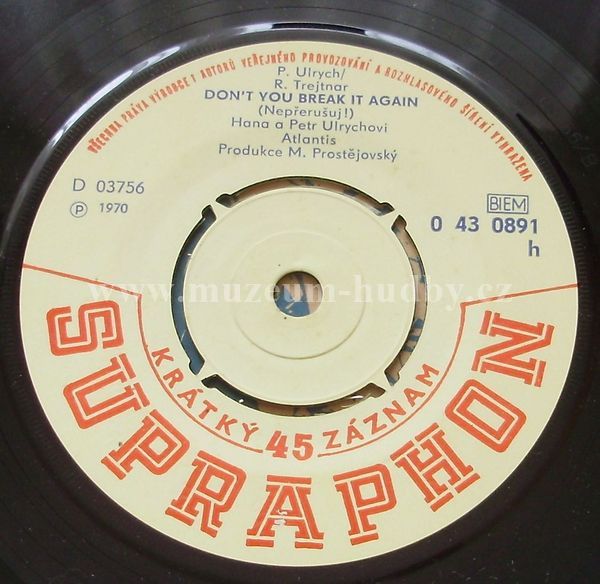 VŠECHNA PRÁVA VÝROBCE I AUTORŮ VEŘEJNÉHO PROVOZOVÁNÍ A ROZHLASOVÉHO ŠÍŘENÍ VYHRAŽENA
P. Ulrych/
R. Trejtnar
DON'T YOU BREAK IT AGAIN
(Nepřerušuj!)
Hana a Petr Ulrychovi
Atlantis
Produkce M. Prostějovský
D 03756
℗ 1970
BIEM
0 43 0891
h
www.muzeum-hudby.cz
KRÁTKÝ 45 ZÁZNAM
SUPRAPHON